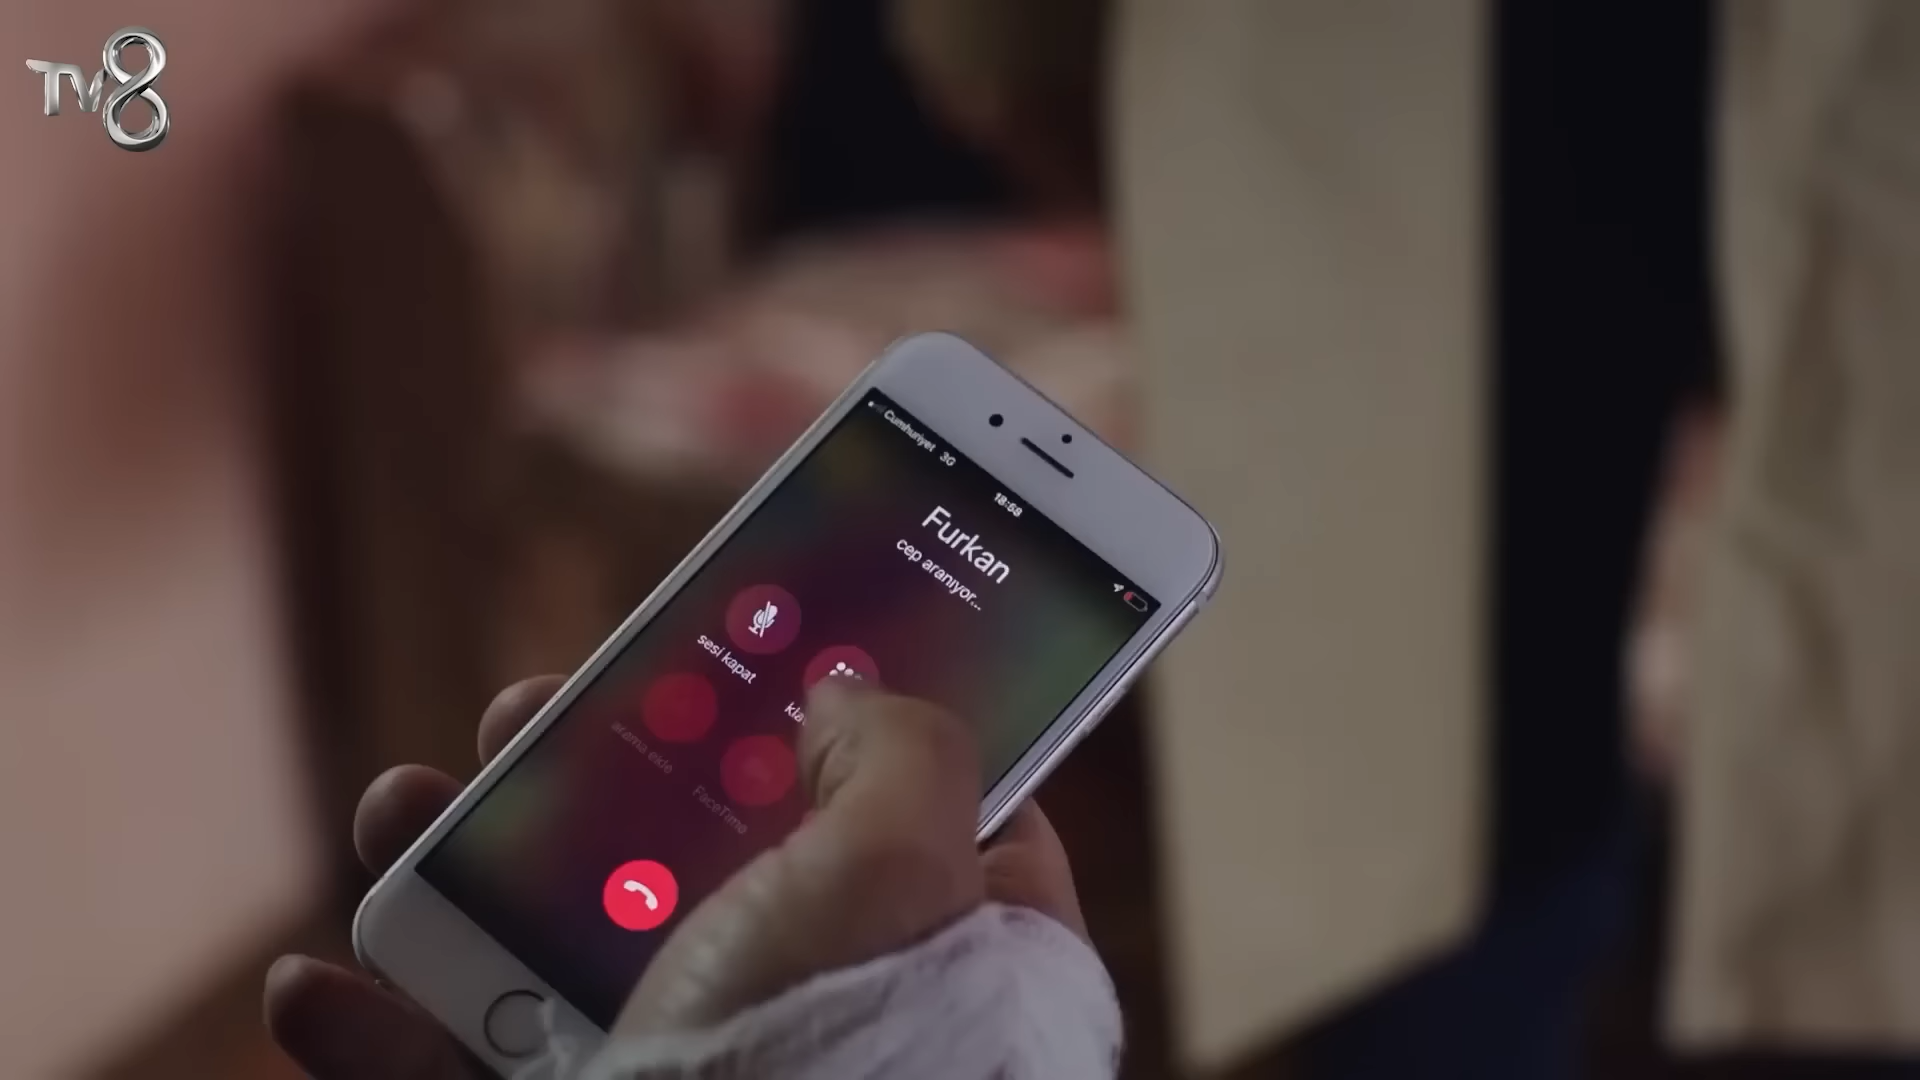 TV8
Cumhuriyet 3G
18:58
Furkan
cep aranıyor...
sesi kapat
arama ekle
FaceTime